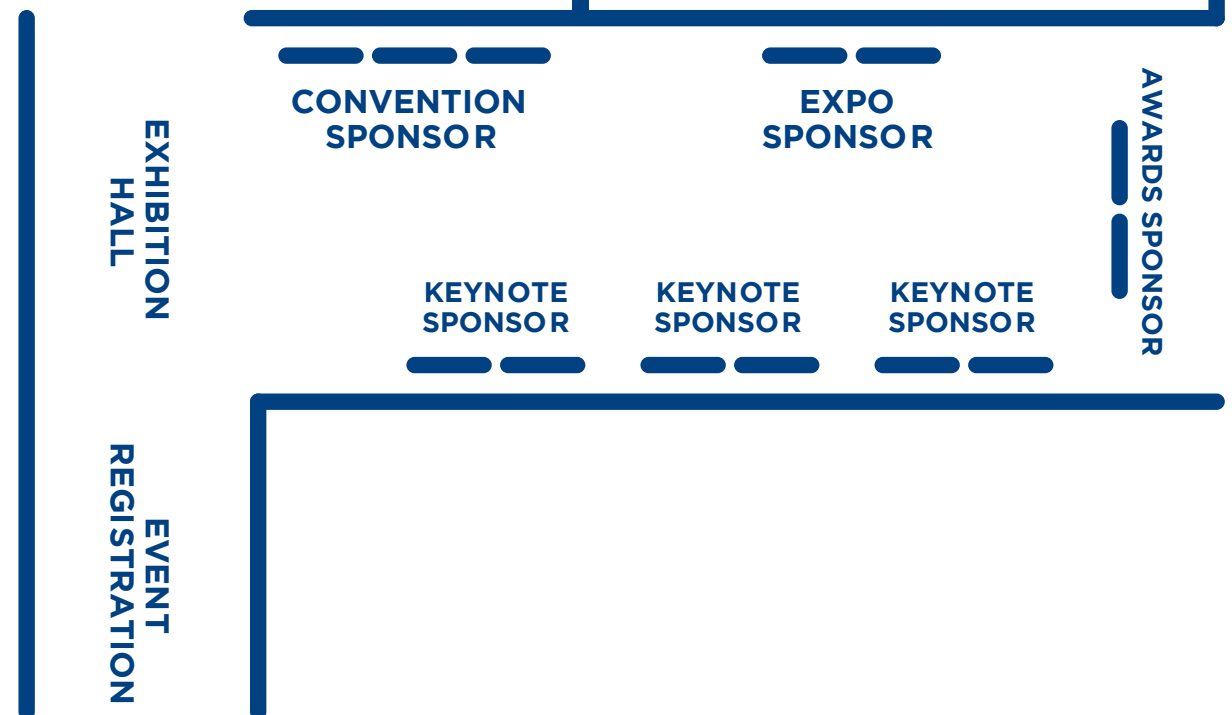 CONVENTION
SPONSOR
EXPO
SPONSOR
AWARDS SPONSOR
EXHIBITION
HALL
KEYNOTE
SPONSOR
KEYNOTE
SPONSOR
KEYNOTE
SPONSOR
EVENT
REGISTRATION